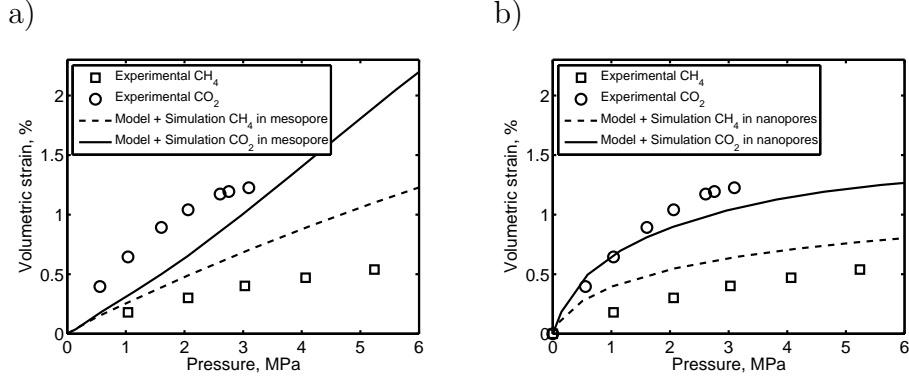 a)
Experimental CH4
Experimental CO2
Model + Simulation CH4 in mesopore
Model + Simulation CO2 in mesopore
Volumetric strain, %
2
1.5
1
0.5
0
0 1 2 3 4 5 6
Pressure, MPa
b)
Experimental CH4
Experimental CO2
Model + Simulation CH4 in nanopores
Model + Simulation CO2 in nanopores
Volumetric strain, %
2
1.5
1
0.5
0
0 1 2 3 4 5 6
Pressure, MPa